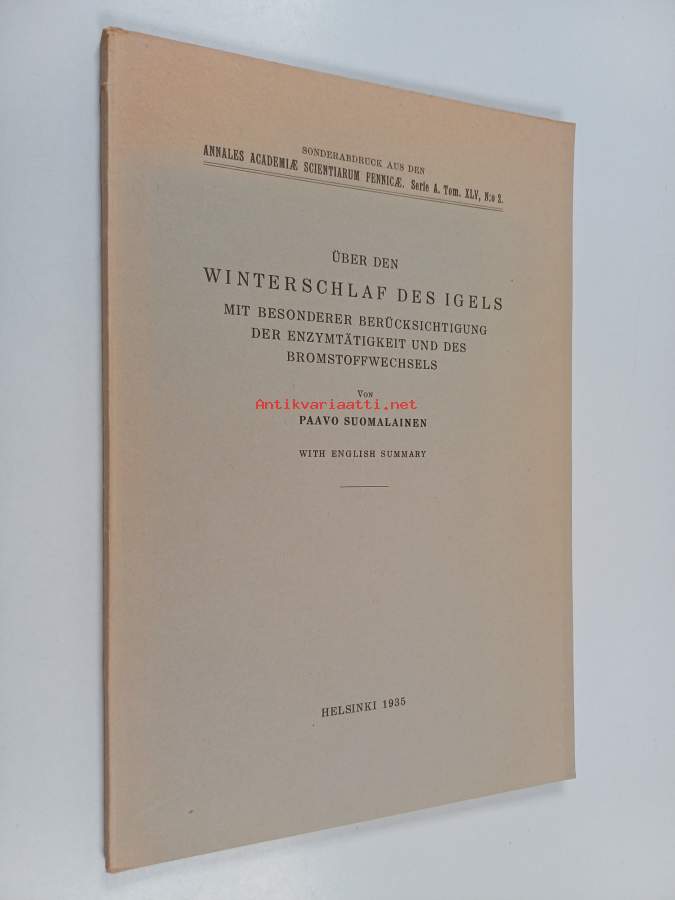 SONDERABDRUCK AUS DEN
ANNALES ACADEMIÆ SCIENTIARUM FENNICÆ. Serie A. Tom. XLV, N:o 2.
ÜBER DEN
WINTERSCHLAF DES IGELS
MIT BESONDERER BERÜCKSICHTIGUNG
DER ENZYMTÄTIGKEIT UND DES
BROMSTOFFWECHSELS
VON
Antikvariaatti.net
PAAVO SUOMALAINEN
WITH ENGLISH SUMMARY
HELSINKI 1935